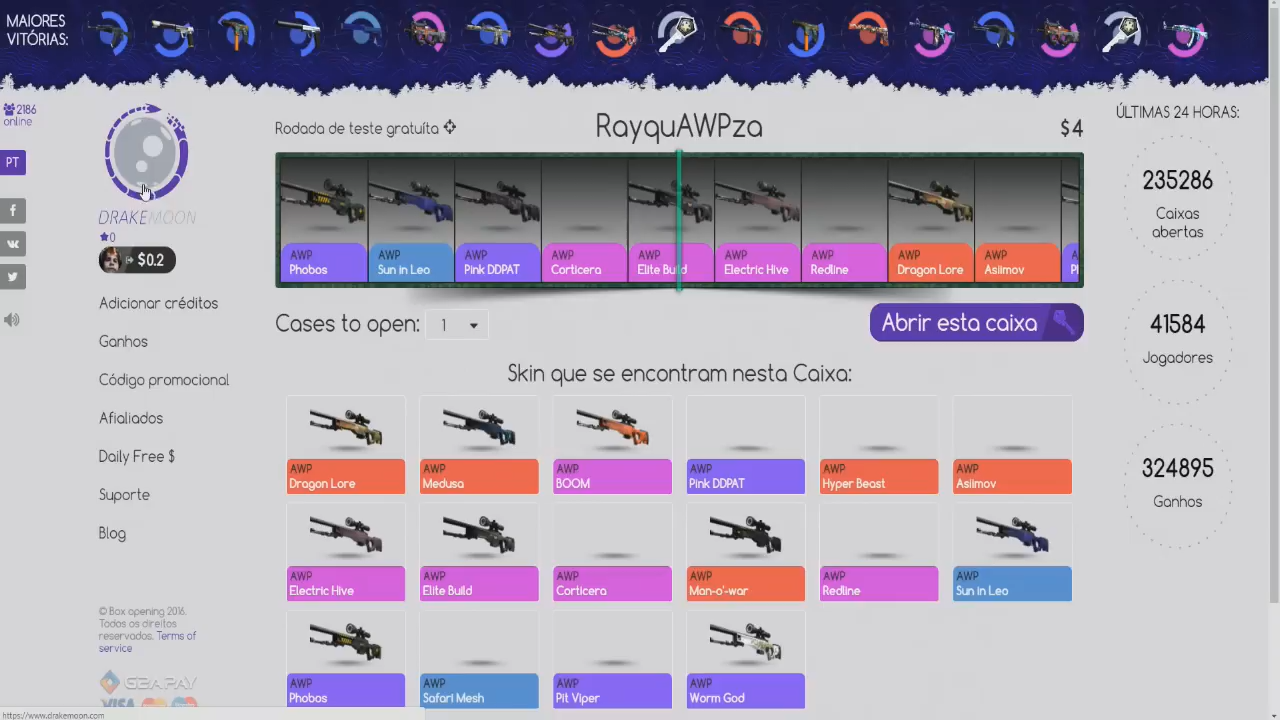 MAIORES
VITÓRIAS:
2186
online
PT
DRAKEMOON
0
$0.2
Adicionar créditos
Ganhos
Código promocional
Afialiados
Daily Free $
Suporte
Blog
© Box opening 2016.
Todos os direitos
reservados. Terms of
service
G2A PAY
VISA
https://www.drakemoon.com
Rodada de teste gratuíta
RayquAWPza
$4
AWP
Phobos
AWP
Sun in Leo
AWP
Pink DDPAT
AWP
Corticera
AWP
Elite Build
AWP
Electric Hive
AWP
Redline
AWP
Dragon Lore
AWP
Asiimov
Cases to open: 1
Abrir esta caixa
Skin que se encontram nesta Caixa:
AWP
Dragon Lore
AWP
Medusa
AWP
BOOM
AWP
Pink DDPAT
AWP
Hyper Beast
AWP
Asiimov
AWP
Electric Hive
AWP
Elite Build
AWP
Corticera
AWP
Man-o'-war
AWP
Redline
AWP
Sun in Leo
AWP
Phobos
AWP
Safari Mesh
AWP
Pit Viper
AWP
Worm God
ÚLTIMAS 24 HORAS:
235286
Caixas
abertas
41584
Jogadores
324895
Ganhos